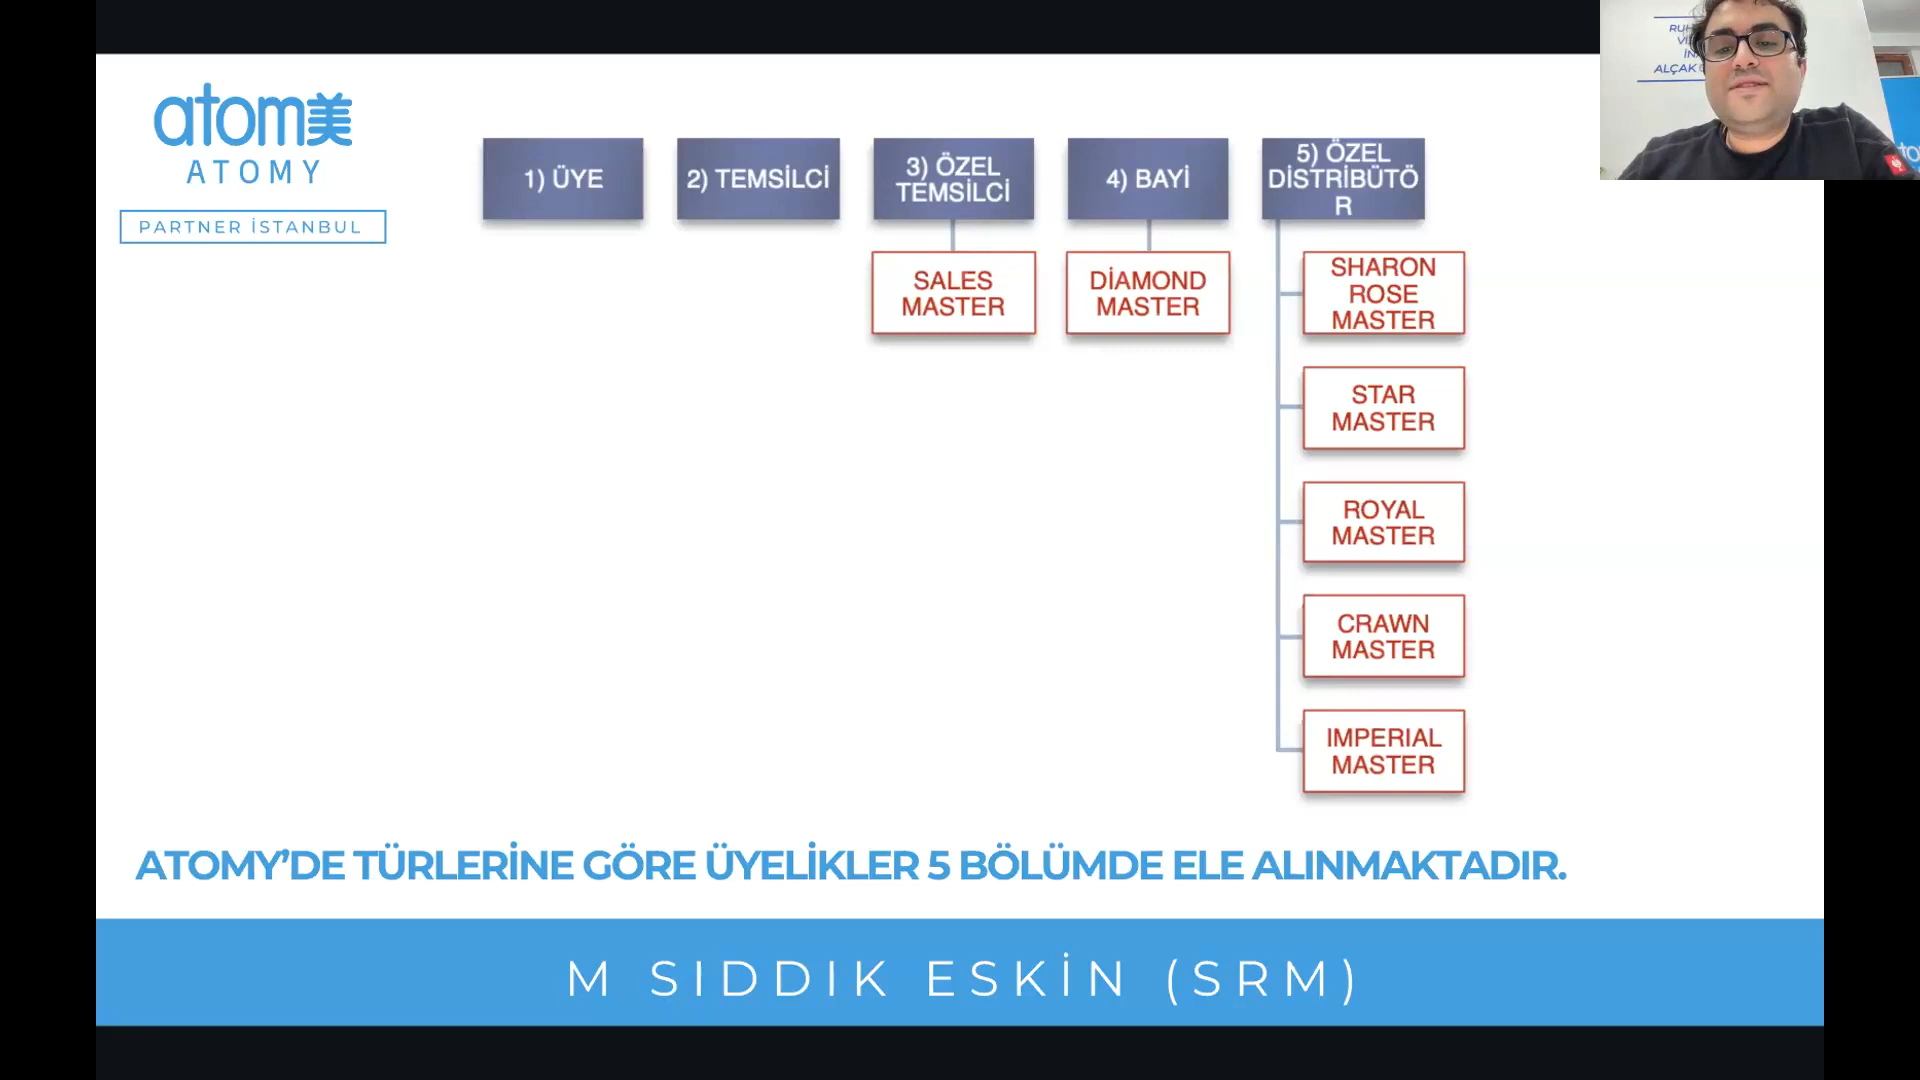 atom美
ATOMY
PARTNER İSTANBUL
1) ÜYE
2) TEMSİLCİ
3) ÖZEL
TEMSİLCİ
4) BAYİ
5) ÖZEL
DİSTRİBÜTÖ
R
SALES
MASTER
DİAMOND
MASTER
SHARON
ROSE
MASTER
STAR
MASTER
ROYAL
MASTER
CRAWN
MASTER
IMPERIAL
MASTER
ATOMY’DE TÜRLERİNE GÖRE ÜYELİKLER 5 BÖLÜMDE ELE ALINMAKTADIR.
M SIDDIK ESKİN (SRM)
ALÇAK